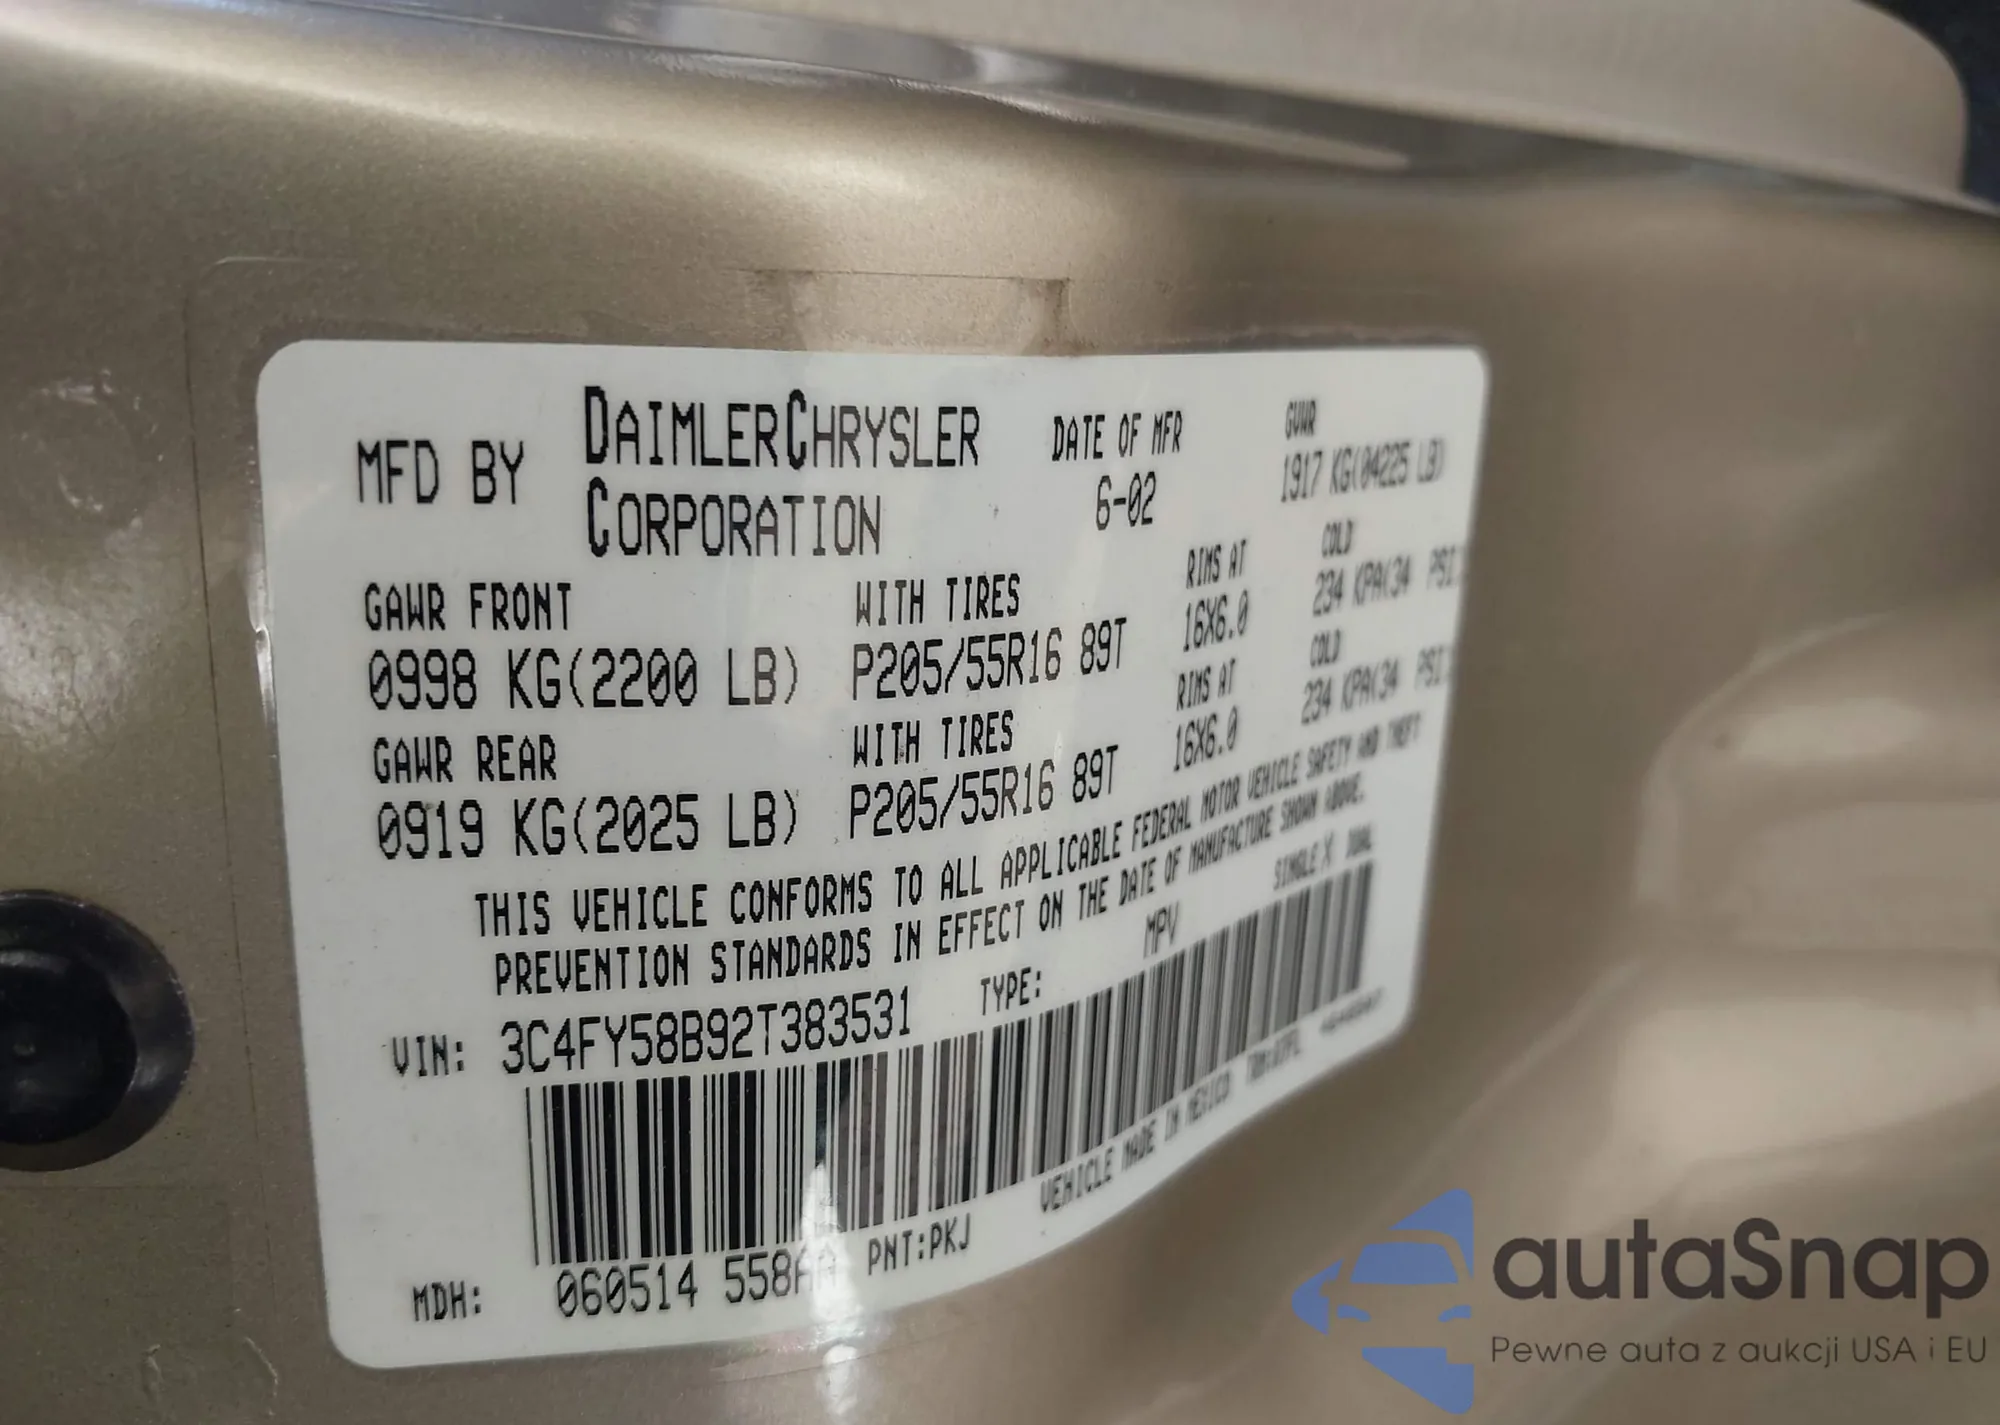 MFD BY DAIMLERCHRYSLER CORPORATION
DATE OF MFR
6-02
GVWR
1917 KG(04225 LB)
GAWR FRONT WITH TIRES RIMS AT COLD
0998 KG(2200 LB) P205/55R16 89T 16X6.0 234 KPA(34 PSI)
GAWR REAR WITH TIRES RIMS AT COLD
0919 KG(2025 LB) P205/55R16 89T 16X6.0 234 KPA(34 PSI)
THIS VEHICLE CONFORMS TO ALL APPLICABLE FEDERAL MOTOR VEHICLE SAFETY AND THEFT
PREVENTION STANDARDS IN EFFECT ON THE DATE OF MANUFACTURE SHOWN ABOVE.
VIN: 3C4FY58B92T383531 TYPE: MPV SINGLE X DUAL
VEHICLE MADE IN MEXICO
MDH: 060514 558AA PNT:PKJ
autaSnap
Pewne auta z aukcji USA i EU